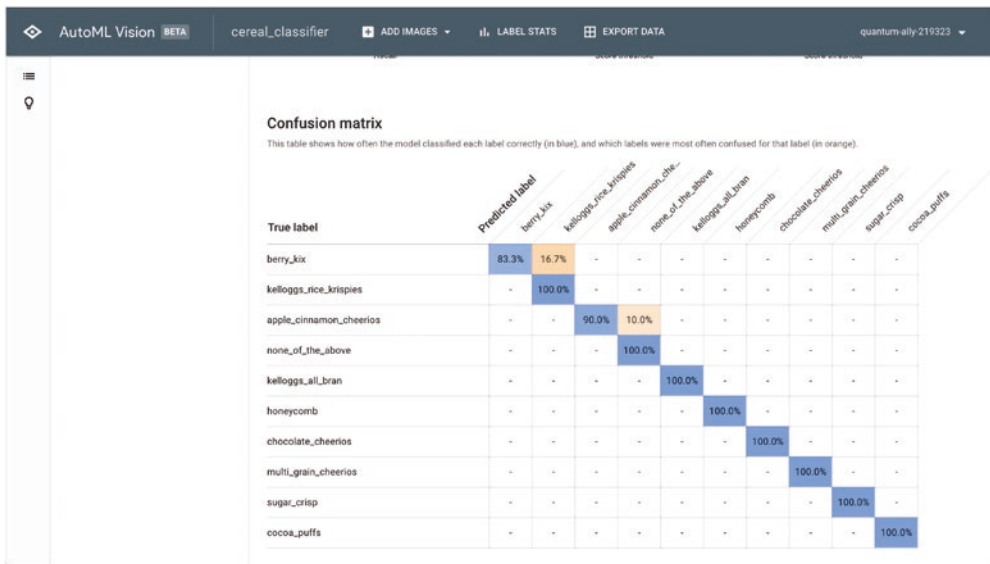 AutoML Vision BETA cereal_classifier ADD IMAGES LABEL STATS EXPORT DATA quantum-ally-219323
Confusion matrix
This table shows how often the model classified each label correctly (in blue), and which labels were most often confused for that label (in orange).
True label Predicted label berry_kix kelloggs_rice_krispies apple_cinnamon_che... none_of_the_above kelloggs_all_bran honeycomb chocolate_cheerios multi_grain_cheerios sugar_crisp cocoa_puffs
berry_kix 83.3% 16.7% - - - - - - - -
kelloggs_rice_krispies - 100.0% - - - - - - - -
apple_cinnamon_cheerios - - 90.0% 10.0% - - - - - -
none_of_the_above - - - 100.0% - - - - - -
kelloggs_all_bran - - - - 100.0% - - - - -
honeycomb - - - - - 100.0% - - - -
chocolate_cheerios - - - - - - 100.0% - - -
multi_grain_cheerios - - - - - - - 100.0% - -
sugar_crisp - - - - - - - - 100.0% -
cocoa_puffs - - - - - - - - - 100.0%